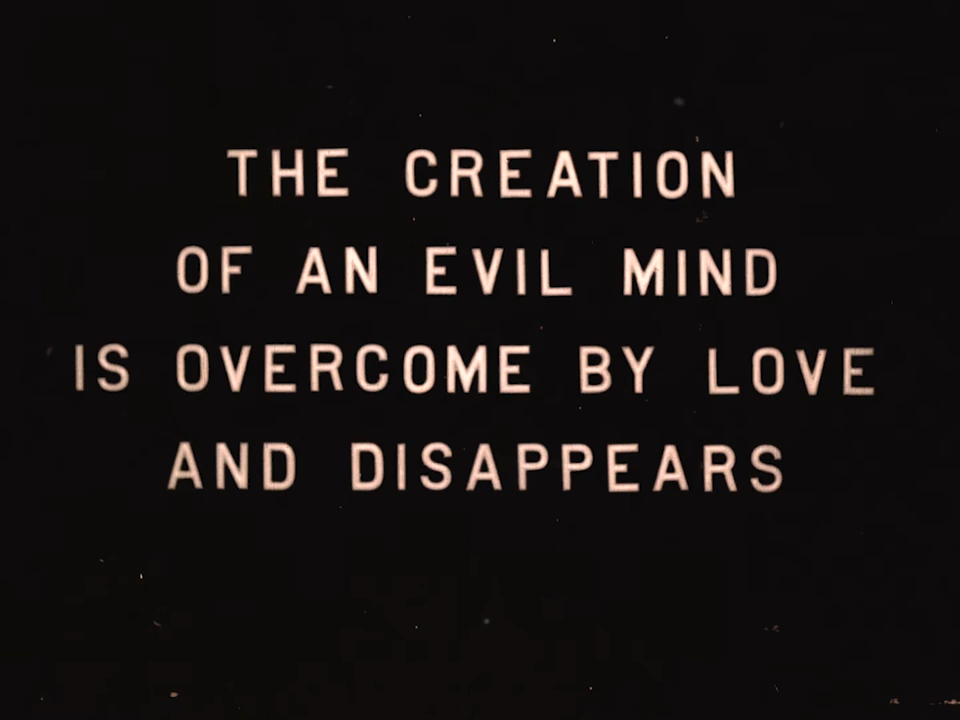 THE CREATION
OF AN EVIL MIND
IS OVERCOME BY LOVE
AND DISAPPEARS